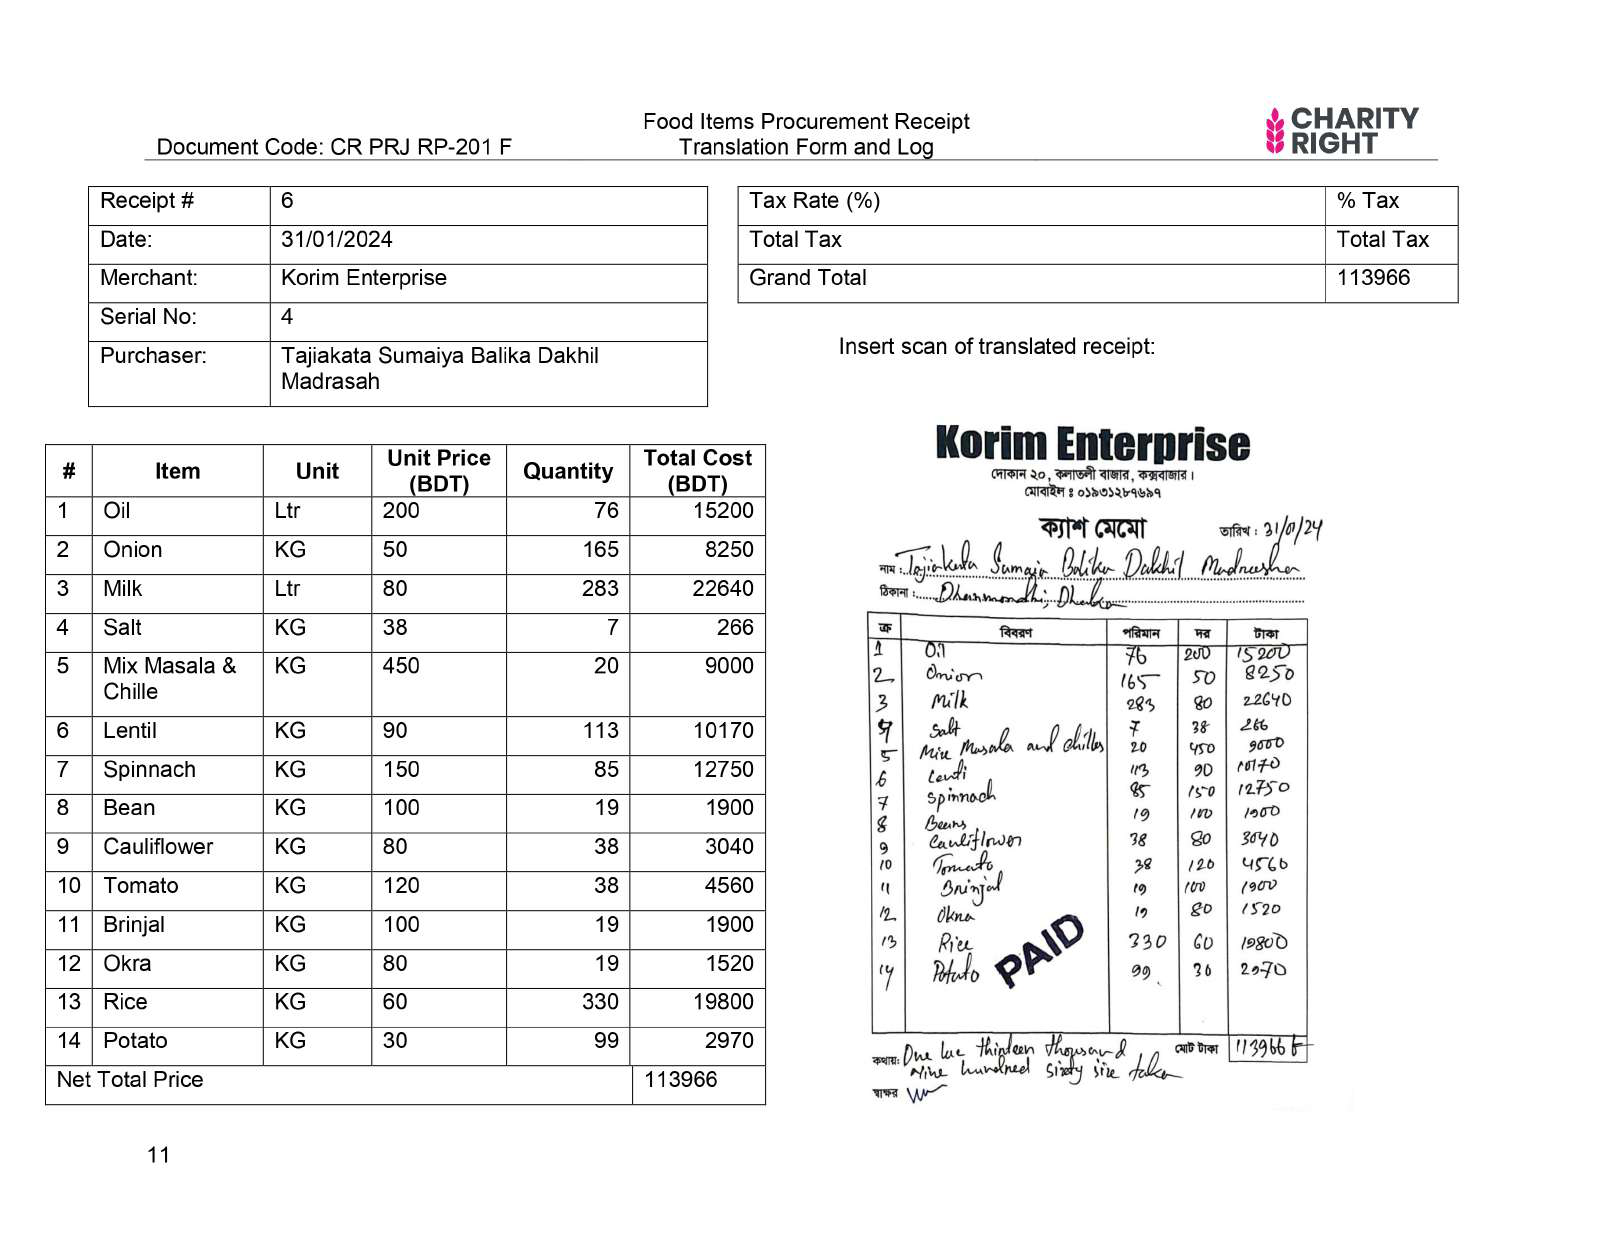 Document Code: CR PRJ RP-201 F
Food Items Procurement Receipt
Translation Form and Log
CHARITY
RIGHT
Receipt # 6
Date: 31/01/2024
Merchant: Korim Enterprise
Serial No: 4
Purchaser: Tajiakata Sumaiya Balika Dakhil
Madrasah
Tax Rate (%) % Tax
Total Tax Total Tax
Grand Total 113966
Insert scan of translated receipt:
# Item Unit Unit Price (BDT) Quantity Total Cost (BDT)
1 Oil Ltr 200 76 15200
2 Onion KG 50 165 8250
3 Milk Ltr 80 283 22640
4 Salt KG 38 7 266
5 Mix Masala & Chille KG 450 20 9000
6 Lentil KG 90 113 10170
7 Spinnach KG 150 85 12750
8 Bean KG 100 19 1900
9 Cauliflower KG 80 38 3040
10 Tomato KG 120 38 4560
11 Brinjal KG 100 19 1900
12 Okra KG 80 19 1520
13 Rice KG 60 330 19800
14 Potato KG 30 99 2970
Net Total Price 113966
Korim Enterprise
দোকান ২০, কলাতলী বাজার, কক্সবাজার।
মোবাইল : ০১৯৩১২৮৭৬৯৭
ক্যাশ মেমো
তারিখ : 31/01/24
নাম : Tajiakata Sumaia Balika Dakhil Madrasha
ঠিকানা : Dhanmondhi, Dhaka
ক্র বিবরণ পরিমান দর টাকা
1 Oil 76 200 15200
2 Onion 165 50 8250
3 Milk 283 80 22640
4 Salt 7 38 266
5 Mix Masala and chilles 20 450 9000
6 Lentil 113 90 10170
7 Spinnach 85 150 12750
8 Beans 19 100 1900
9 Cauliflower 38 80 3040
10 Tomato 38 120 4560
11 Brinjal 19 100 1900
12 Okra 19 80 1520
13 Rice 330 60 19800
14 Potato 99 30 2970
PAID
কথায়: One lac thinteen thousand মোট টাকা 113966 ৳
Nine hundred sixty six taka
স্বাক্ষর
11